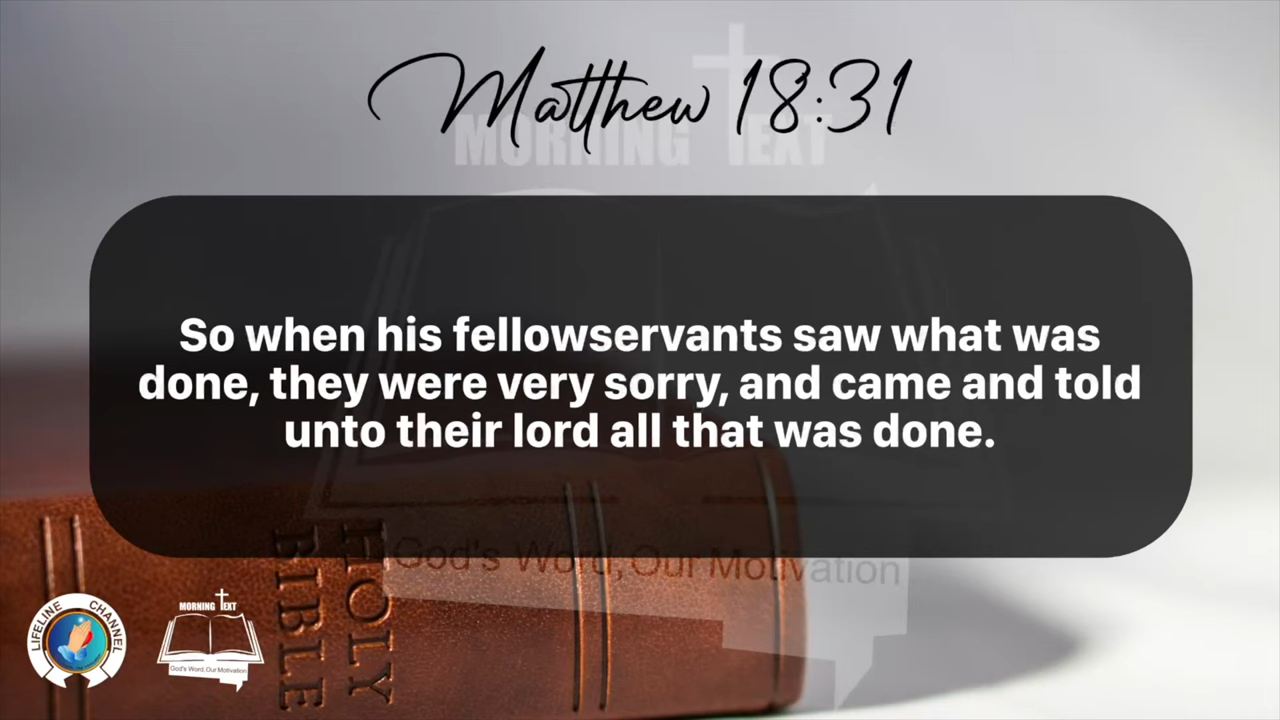 Matthew 18:31
MORNING TEXT
So when his fellowservants saw what was
done, they were very sorry, and came and told
unto their lord all that was done.
God's Word, Our Motivation
HOLY
BIBLE
LIFELINE CHANNEL
MORNING TEXT
God's Word, Our Motivation